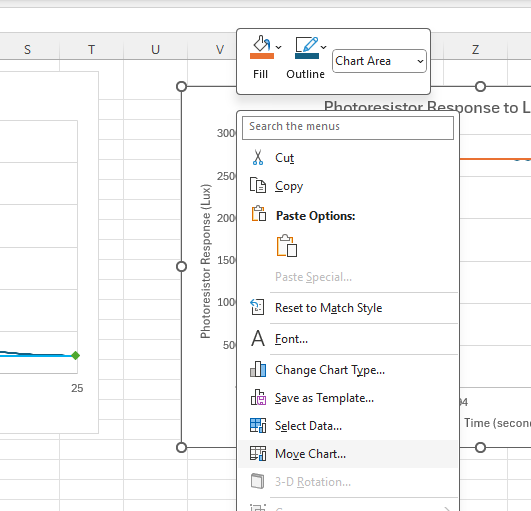 S T U V Z
Fill Outline Chart Area
Photoresistor Response to L
Search the menus
Cut
Copy
Paste Options:
Paste Special...
Reset to Match Style
Font...
Change Chart Type...
Save as Template...
Select Data...
Move Chart...
3-D Rotation...
Photoresistor Response (Lux)
300
250
200
150
100
50
25
94
Time (secon